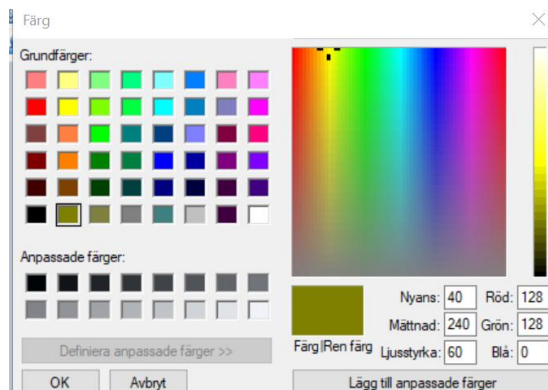 Färg
Grundfärger:
Anpassade färger:
Definiera anpassade färger >>
OK Avbryt
Färg|Ren färg
Nyans: 40 Röd: 128
Mättnad: 240 Grön: 128
Ljusstyrka: 60 Blå: 0
Lägg till anpassade färger